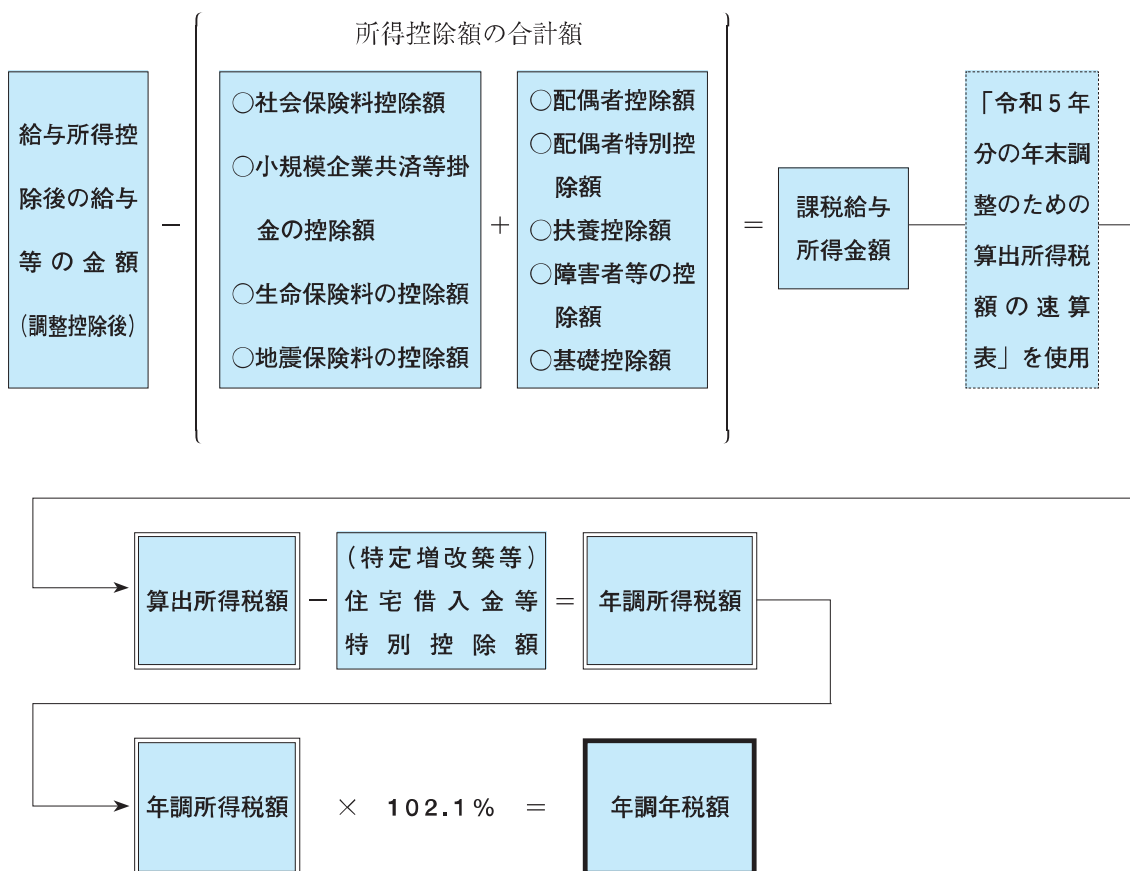 所得控除額の合計額
給与所得控
除後の給与
等の金額
(調整控除後)
−
○社会保険料控除額
○小規模企業共済等掛
金の控除額
○生命保険料の控除額
○地震保険料の控除額
+
○配偶者控除額
○配偶者特別控
除額
○扶養控除額
○障害者等の控
除額
○基礎控除額
=
課税給与
所得金額
「令和5年
分の年末調
整のための
算出所得税
額の速算
表」を使用
算出所得税額
−
(特定増改築等)
住宅借入金等
特別控除額
=
年調所得税額
年調所得税額 × 102.1% = 年調年税額